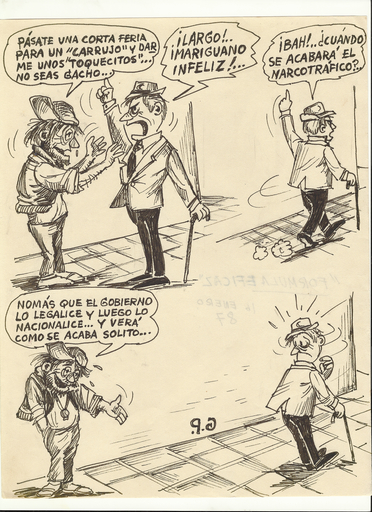 PÁSATE UNA CORTA FERIA
PARA UN "CARRUJO" Y DAR
ME UNOS "TOQUECITOS"...
NO SEAS GACHO...
¡LARGO!..
¡MARIGUANO
INFELIZ!...
¡BAH!..¿CUÁNDO
SE ACABARÁ EL
NARCOTRÁFICO?..
"FORMULA EFICAZ"
ENERO
87
NOMÁS QUE EL GOBIERNO
LO LEGALICE Y LUEGO LO
NACIONALICE... Y VERÁ
CÓMO SE ACABA SOLITO...
G.P.